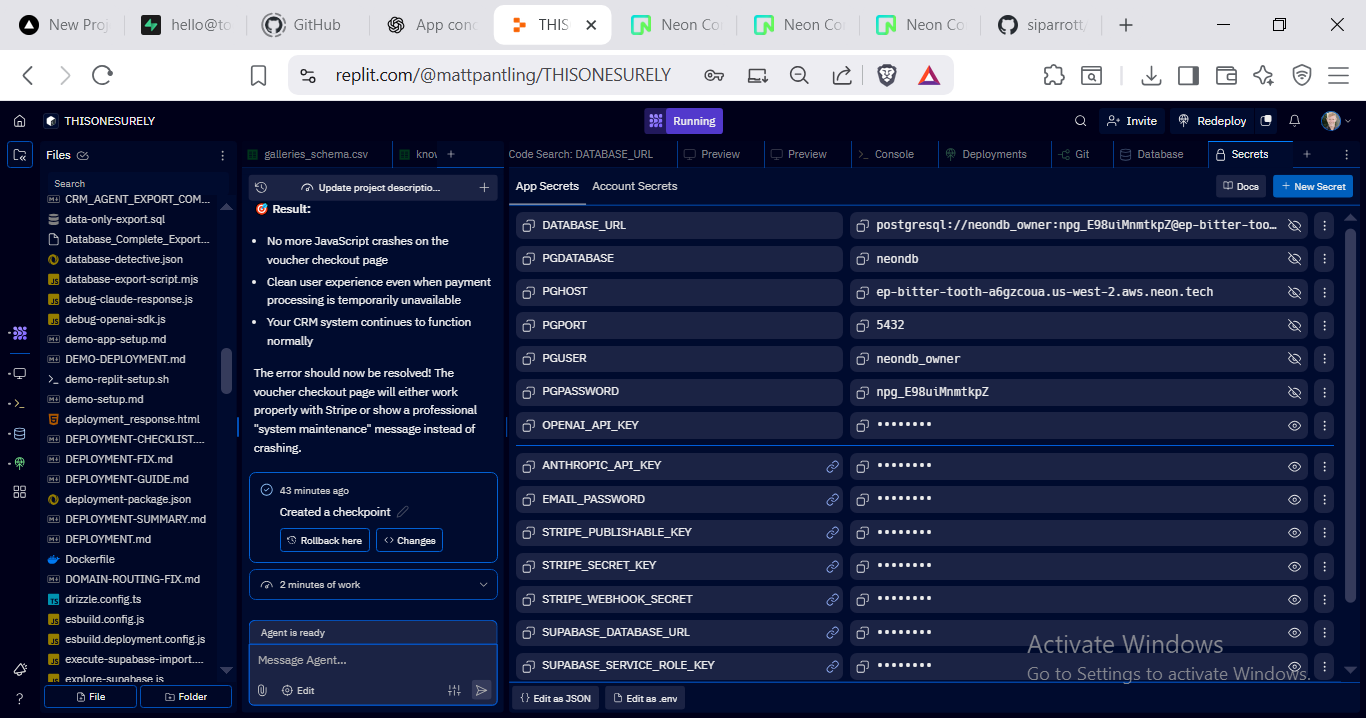 New Proj
hello@to
GitHub
App con
THIS
Neon Co
Neon Co
Neon Co
siparrott/
replit.com/@mattpantling/THISONESURELY
THISONESURELY
Running
Invite
Redeploy
Files
Search
CRM_AGENT_EXPORT_COM...
data-only-export.sql
Database_Complete_Export...
database-detective.json
database-export-script.mjs
debug-claude-response.js
debug-openai-sdk.js
demo-app-setup.md
DEMO-DEPLOYMENT.md
demo-replit-setup.sh
demo-setup.md
deployment_response.html
DEPLOYMENT-CHECKLIST....
DEPLOYMENT-FIX.md
DEPLOYMENT-GUIDE.md
deployment-package.json
DEPLOYMENT-SUMMARY.md
DEPLOYMENT.md
Dockerfile
DOMAIN-ROUTING-FIX.md
drizzle.config.ts
esbuild.config.js
esbuild.deployment.config.js
execute-supabase-import....
explore-supabase.js
File
Folder
galleries_schema.csv
knov
Update project descriptio...
🎯 Result:
• No more JavaScript crashes on the
voucher checkout page
• Clean user experience even when payment
processing is temporarily unavailable
• Your CRM system continues to function
normally
The error should now be resolved! The
voucher checkout page will either work
properly with Stripe or show a professional
"system maintenance" message instead of
crashing.
43 minutes ago
Created a checkpoint
Rollback here
Changes
2 minutes of work
Agent is ready
Message Agent...
Edit
Code Search: DATABASE_URL
Preview
Preview
Console
Deployments
Git
Database
Secrets
App Secrets
Account Secrets
Docs
New Secret
DATABASE_URL
postgresql://neondb_owner:npg_E98uiMnmtkpZ@ep-bitter-too...
PGDATABASE
neondb
PGHOST
ep-bitter-tooth-a6gzcoua.us-west-2.aws.neon.tech
PGPORT
5432
PGUSER
neondb_owner
PGPASSWORD
npg_E98uiMnmtkpZ
OPENAI_API_KEY
••••••••
ANTHROPIC_API_KEY
••••••••
EMAIL_PASSWORD
••••••••
STRIPE_PUBLISHABLE_KEY
••••••••
STRIPE_SECRET_KEY
••••••••
STRIPE_WEBHOOK_SECRET
••••••••
SUPABASE_DATABASE_URL
••••••••
SUPABASE_SERVICE_ROLE_KEY
••••••••
Edit as JSON
Edit as .env
Activate Windows
Go to Settings to activate Windows.